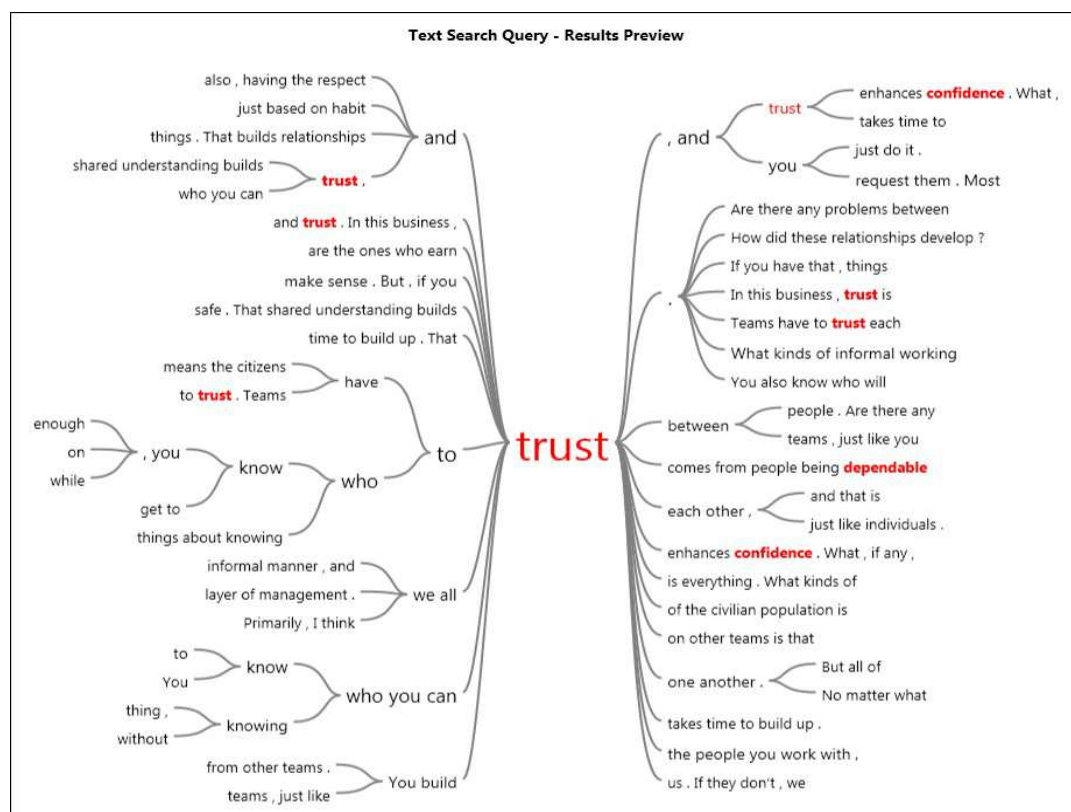 Text Search Query - Results Preview
also , having the respect
just based on habit
things . That builds relationships
shared understanding builds
who you can
trust ,
and
and trust . In this business ,
are the ones who earn
make sense . But , if you
safe . That shared understanding builds
time to build up . That
means the citizens
to trust . Teams
have
enough
on
while
, you
get to
know
things about knowing
who
to
informal manner , and
layer of management .
Primarily , I think
we all
to
You
know
thing ,
without
knowing
who you can
from other teams .
teams , just like
You build
trust
, and
trust
enhances confidence . What ,
takes time to
you
just do it .
request them . Most
.
Are there any problems between
How did these relationships develop ?
If you have that , things
In this business , trust is
Teams have to trust each
What kinds of informal working
You also know who will
between
people . Are there any
teams , just like you
comes from people being dependable
each other ,
and that is
just like individuals .
enhances confidence . What , if any ,
is everything . What kinds of
of the civilian population is
on other teams is that
one another .
But all of
No matter what
takes time to build up .
the people you work with ,
us . If they don't , we